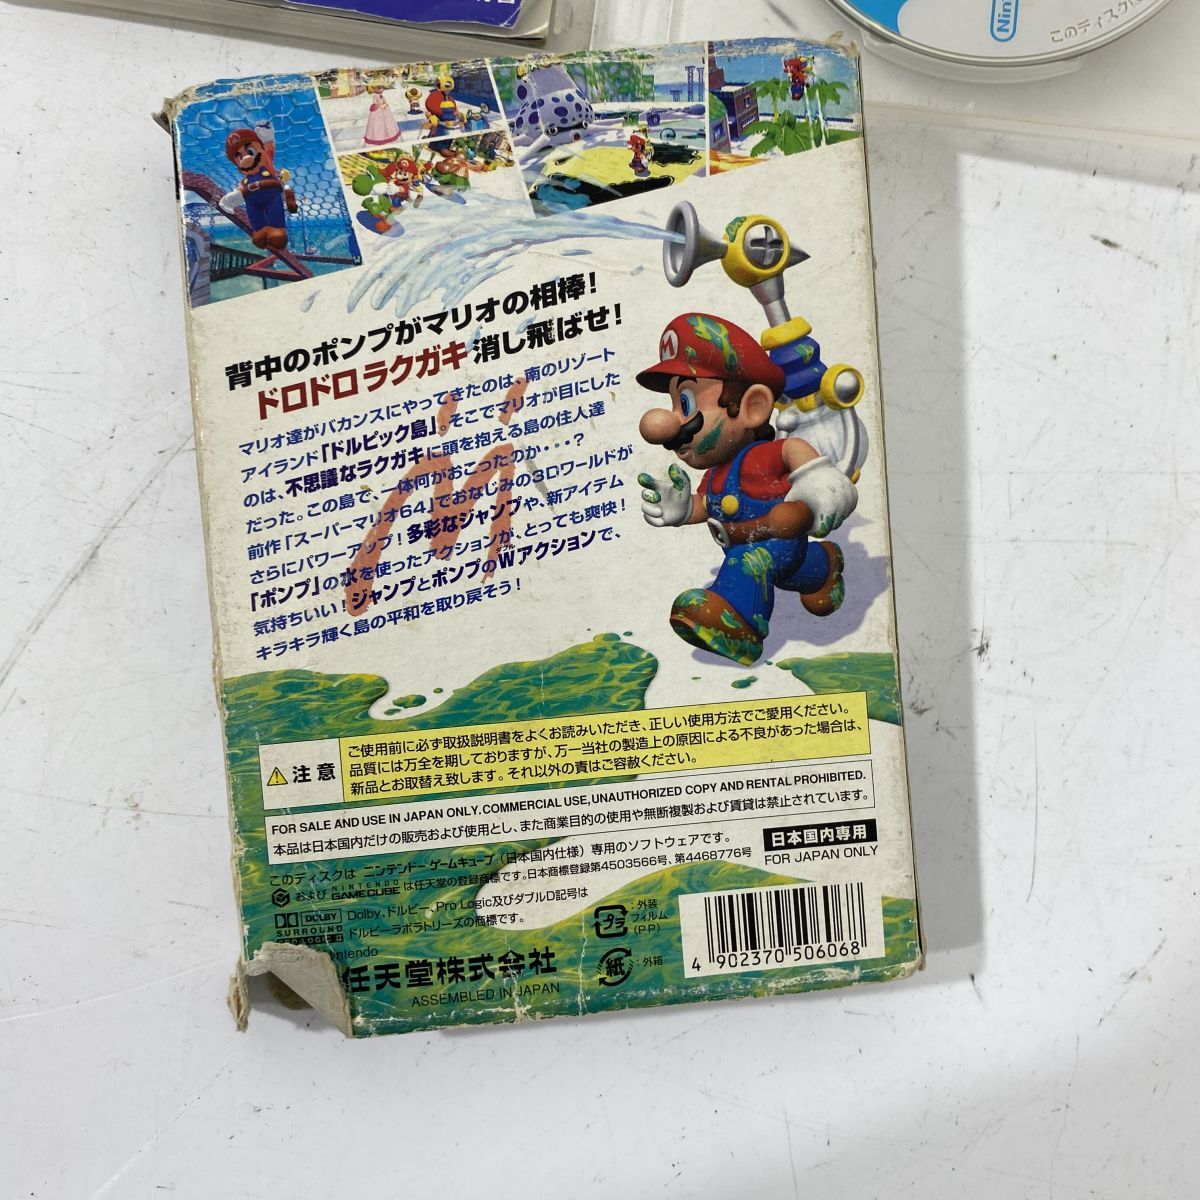 Nin
このディスク
背中のポンプがマリオの相棒！
ドロドロラクガキ消し飛ばせ！
マリオ達がバカンスにやってきたのは、南のリゾート
アイランド「ドルピック島」。そこでマリオが目にした
のは、不思議なラクガキに頭を抱える島の住人達
だった。この島で、一体何がおこったのか・・・？
前作「スーパーマリオ64」でおなじみの3Dワールドが
さらにパワーアップ！多彩なジャンプや、新アイテム
「ポンプ」の水を使ったアクションが、とっても爽快！
気持ちいい！ジャンプとポンプのWアクションで、
キラキラ輝く島の平和を取り戻そう！
注意
ご使用前に必ず取扱説明書をよくお読みいただき、正しい使用方法でご愛用ください。
品質には万全を期しておりますが、万一当社の製造上の原因による不良があった場合は、
新品とお取替え致します。それ以外の責はご容赦ください。
FOR SALE AND USE IN JAPAN ONLY. COMMERCIAL USE, UNAUTHORIZED COPY AND RENTAL PROHIBITED.
本品は日本国内だけの販売および使用とし、また商業目的の使用や無断複製および賃貸は禁止されています。
このディスクは ニンテンドーゲームキューブ（日本国内仕様）専用のソフトウェアです。
および NINTENDO GAMECUBE は任天堂の登録商標です。日本商標登録第4503566号、第4468776号
日本国内専用
FOR JAPAN ONLY
DOLBY
SURROUND
PRO LOGIC II
Dolby、ドルビー、Pro Logic及びダブルD記号は
ドルビーラボラトリーズの商標です。
intendo
任天堂株式会社
ASSEMBLED IN JAPAN
プラ
：外装
フィルム
(P.P)
紙
：外箱
4 902370 506068